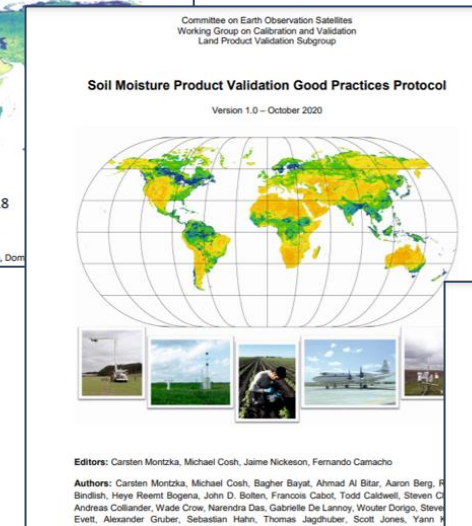 Committee on Earth Observation Satellites
Working Group on Calibration and Validation
Land Product Validation Subgroup
Soil Moisture Product Validation Good Practices Protocol
Version 1.0 – October 2020
8
, Dom
Editors: Carsten Montzka, Michael Cosh, Jaime Nickeson, Fernando Camacho
Authors: Carsten Montzka, Michael Cosh, Bagher Bayat, Ahmad Al Bitar, Aaron Berg, R
Bindlish, Heye Reemt Bogena, John D. Bolten, Francois Cabot, Todd Caldwell, Steven C
Andreas Colliander, Wade Crow, Narendra Das, Gabrielle De Lannoy, Wouter Dorigo, Steve
Evett, Alexander Gruber, Sebastian Hahn, Thomas Jagdhuber, Scott Jones, Yann K